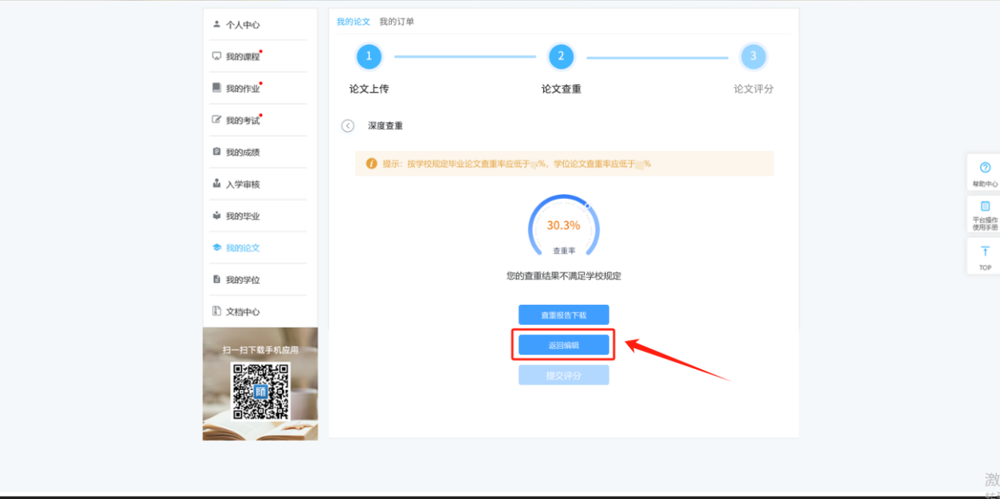 个人中心
我的课程
我的作业
我的考试
我的成绩
入学审核
我的毕业
我的论文
我的学位
文档中心
扫一扫下载手机应用
師
我的论文 我的订单
1 2 3
论文上传 论文查重 论文评分
深度查重
提示：按学校规定毕业论文查重率应低于 %，学位论文查重率应低于 %
30.3%
查重率
您的查重结果不满足学校规定
查重报告下载
返回编辑
提交评分
帮助中心
平台操作
使用手册
TOP
激